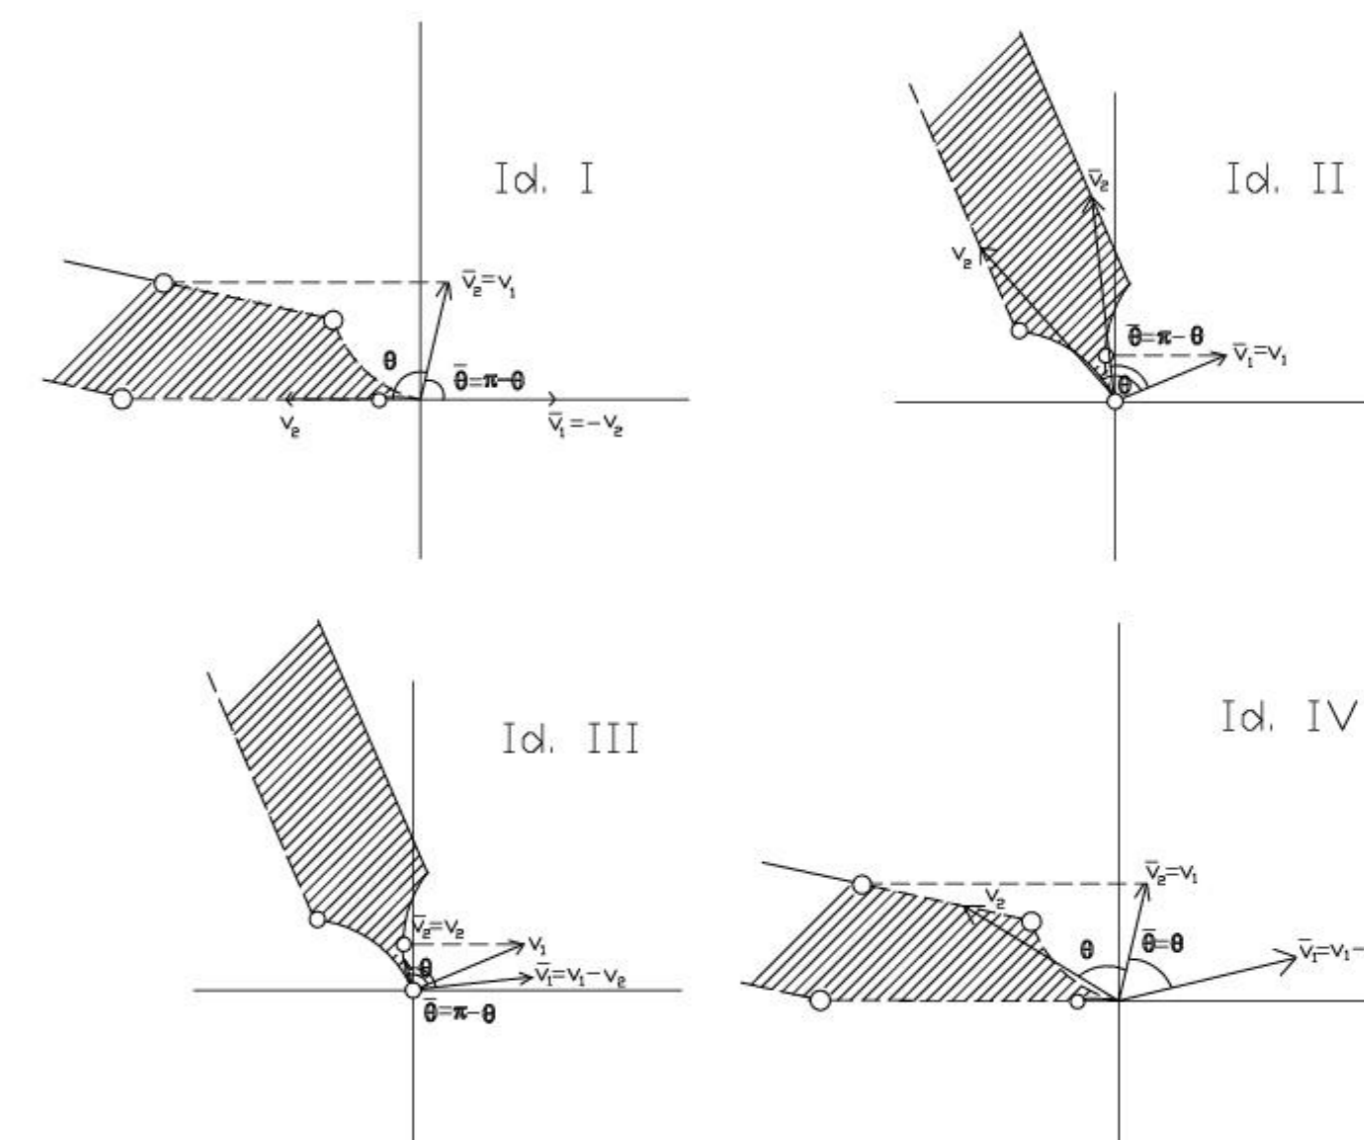 Id. I
v̄₂=v₁
θ
θ̄=π-θ
v₂
v̄₁=-v₂
Id. II
v̄₂
v₂
θ̄=π-θ
v̄₁=v₁
θ
Id. III
v̄₂=v₂
v₁
θ
v̄₁=v₁-v₂
θ̄=π-θ
Id. IV
v̄₂=v₁
v₂
θ
θ̄=θ
v̄₁=v₁-